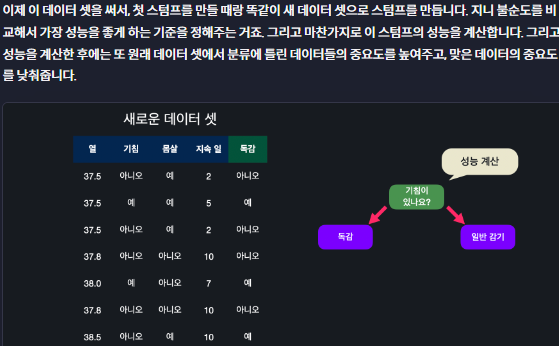 이제 이 데이터 셋을 써서, 첫 스텀프를 만들 때랑 똑같이 새 데이터 셋으로 스텀프를 만듭니다. 지니 불순도를 비
교해서 가장 성능을 좋게 하는 기준을 정해주는 거죠. 그리고 마찬가지로 이 스텀프의 성능을 계산합니다. 그리고
성능을 계산한 후에는 또 원래 데이터 셋에서 분류에 틀린 데이터들의 중요도를 높여주고, 맞은 데이터의 중요도
를 낮춰줍니다.
새로운 데이터 셋
열 기침 몸살 지속 일 독감
37.5 아니오 예 2 아니오
37.5 예 예 5 예
37.5 아니오 예 2 아니오
37.8 아니오 아니오 10 아니오
38.0 예 아니오 7 예
37.8 아니오 아니오 10 아니오
38.5 아니오 예 10 예
성능 계산
기침이
있나요?
독감
일반 감기